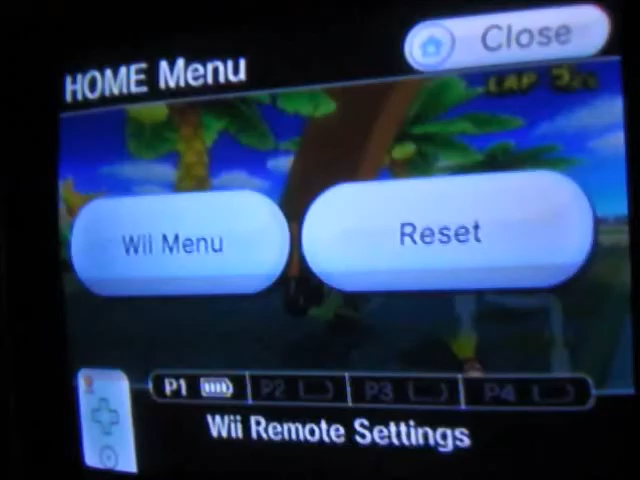 HOME Menu
Close
LAP
Wii Menu
Reset
P1
P2
P3
P4
Wii Remote Settings